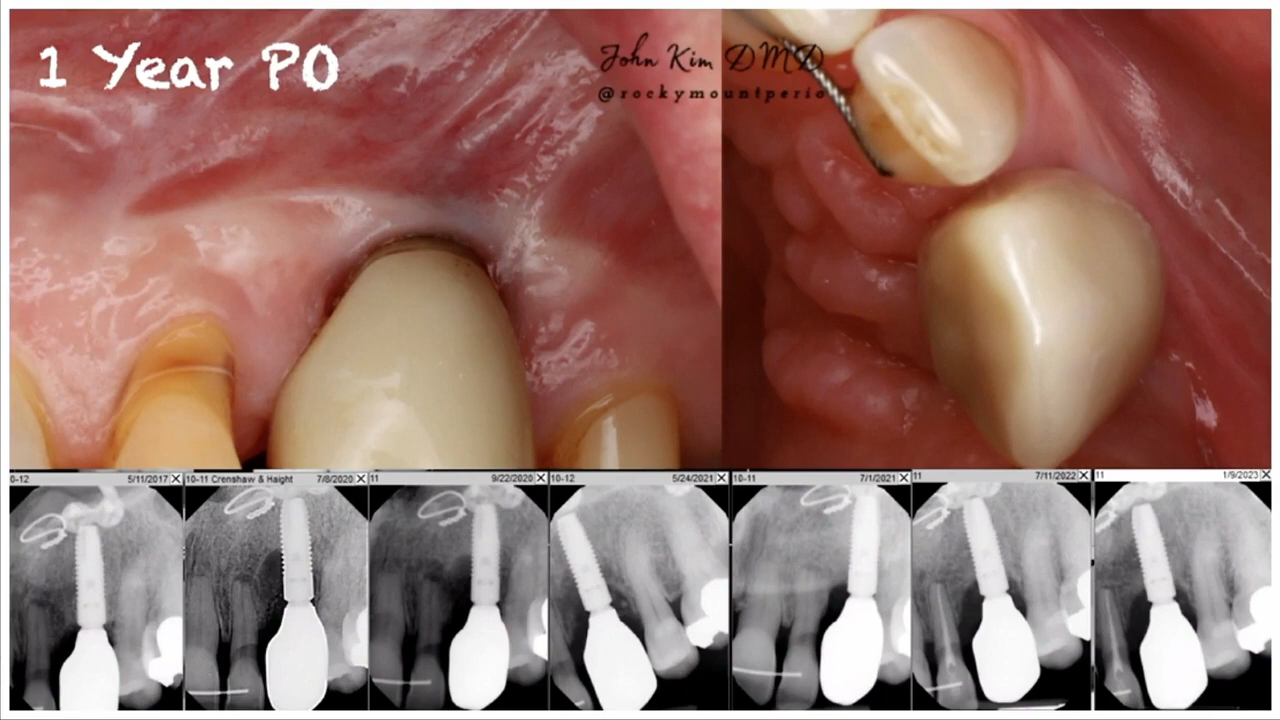 1 Year PO
John Kim DMD
@rockymountperio
0-12 5/11/2017
10-11 Crenshaw & Haight 7/8/2020
11 9/22/2020
10-12 5/24/2021
10-11 7/1/2021
11 7/11/2022
11 1/9/2023